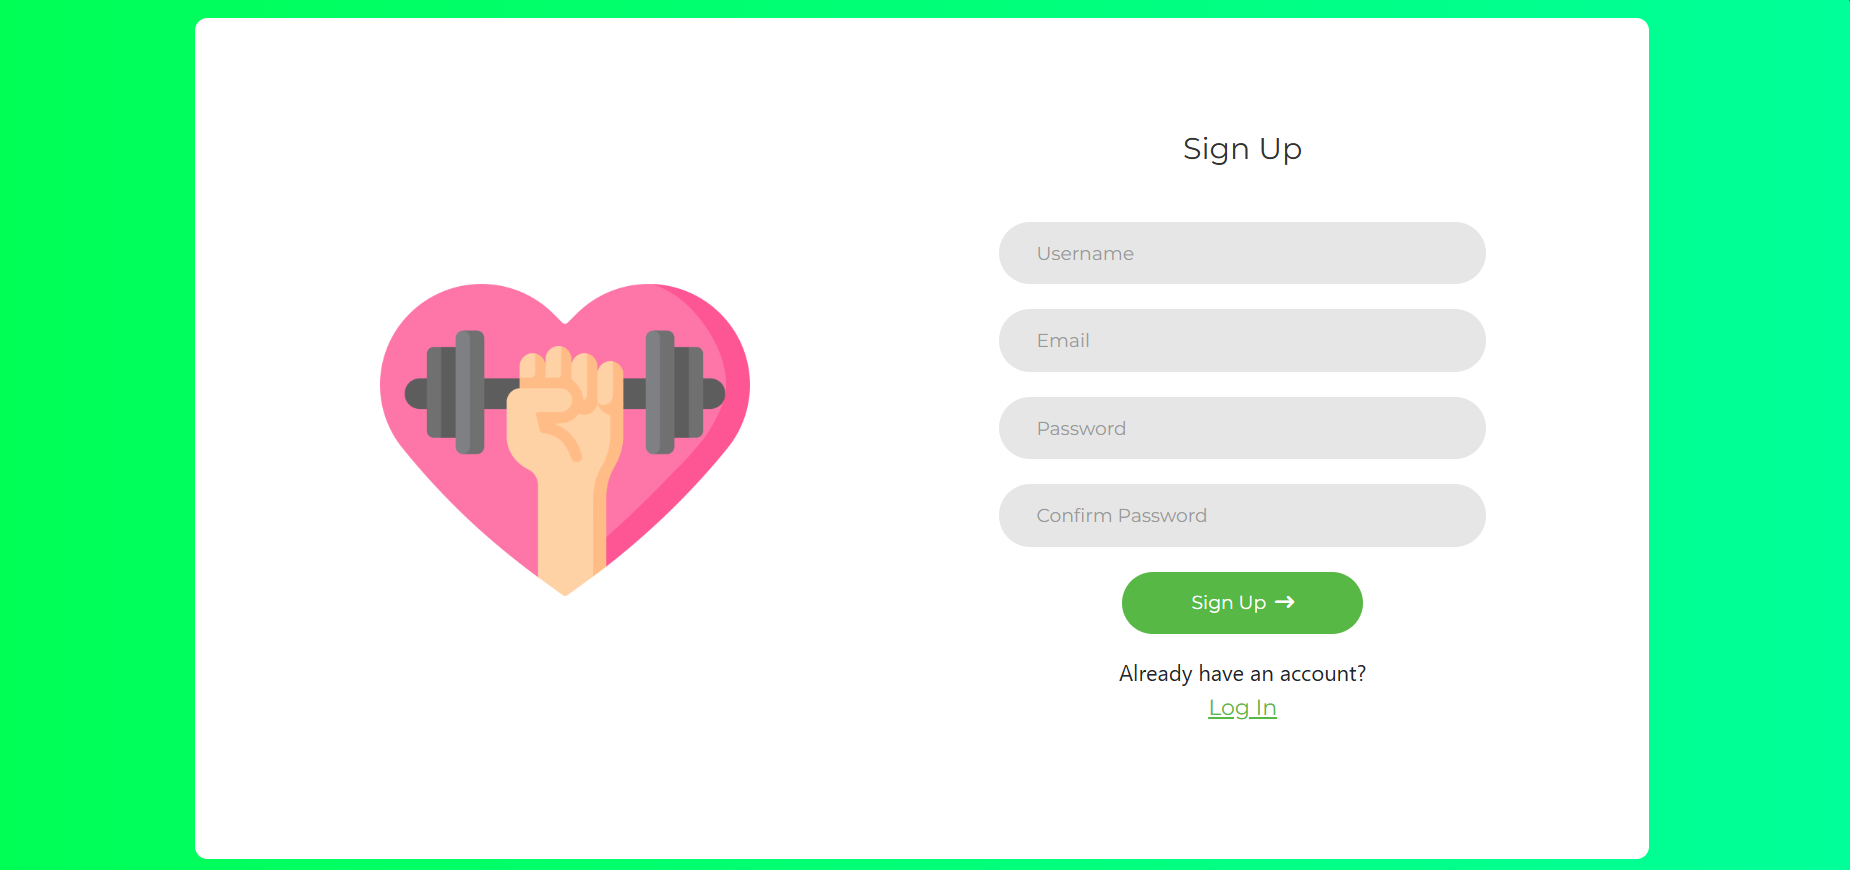 Sign Up
Username
Email
Password
Confirm Password
Sign Up →
Already have an account?
Log In